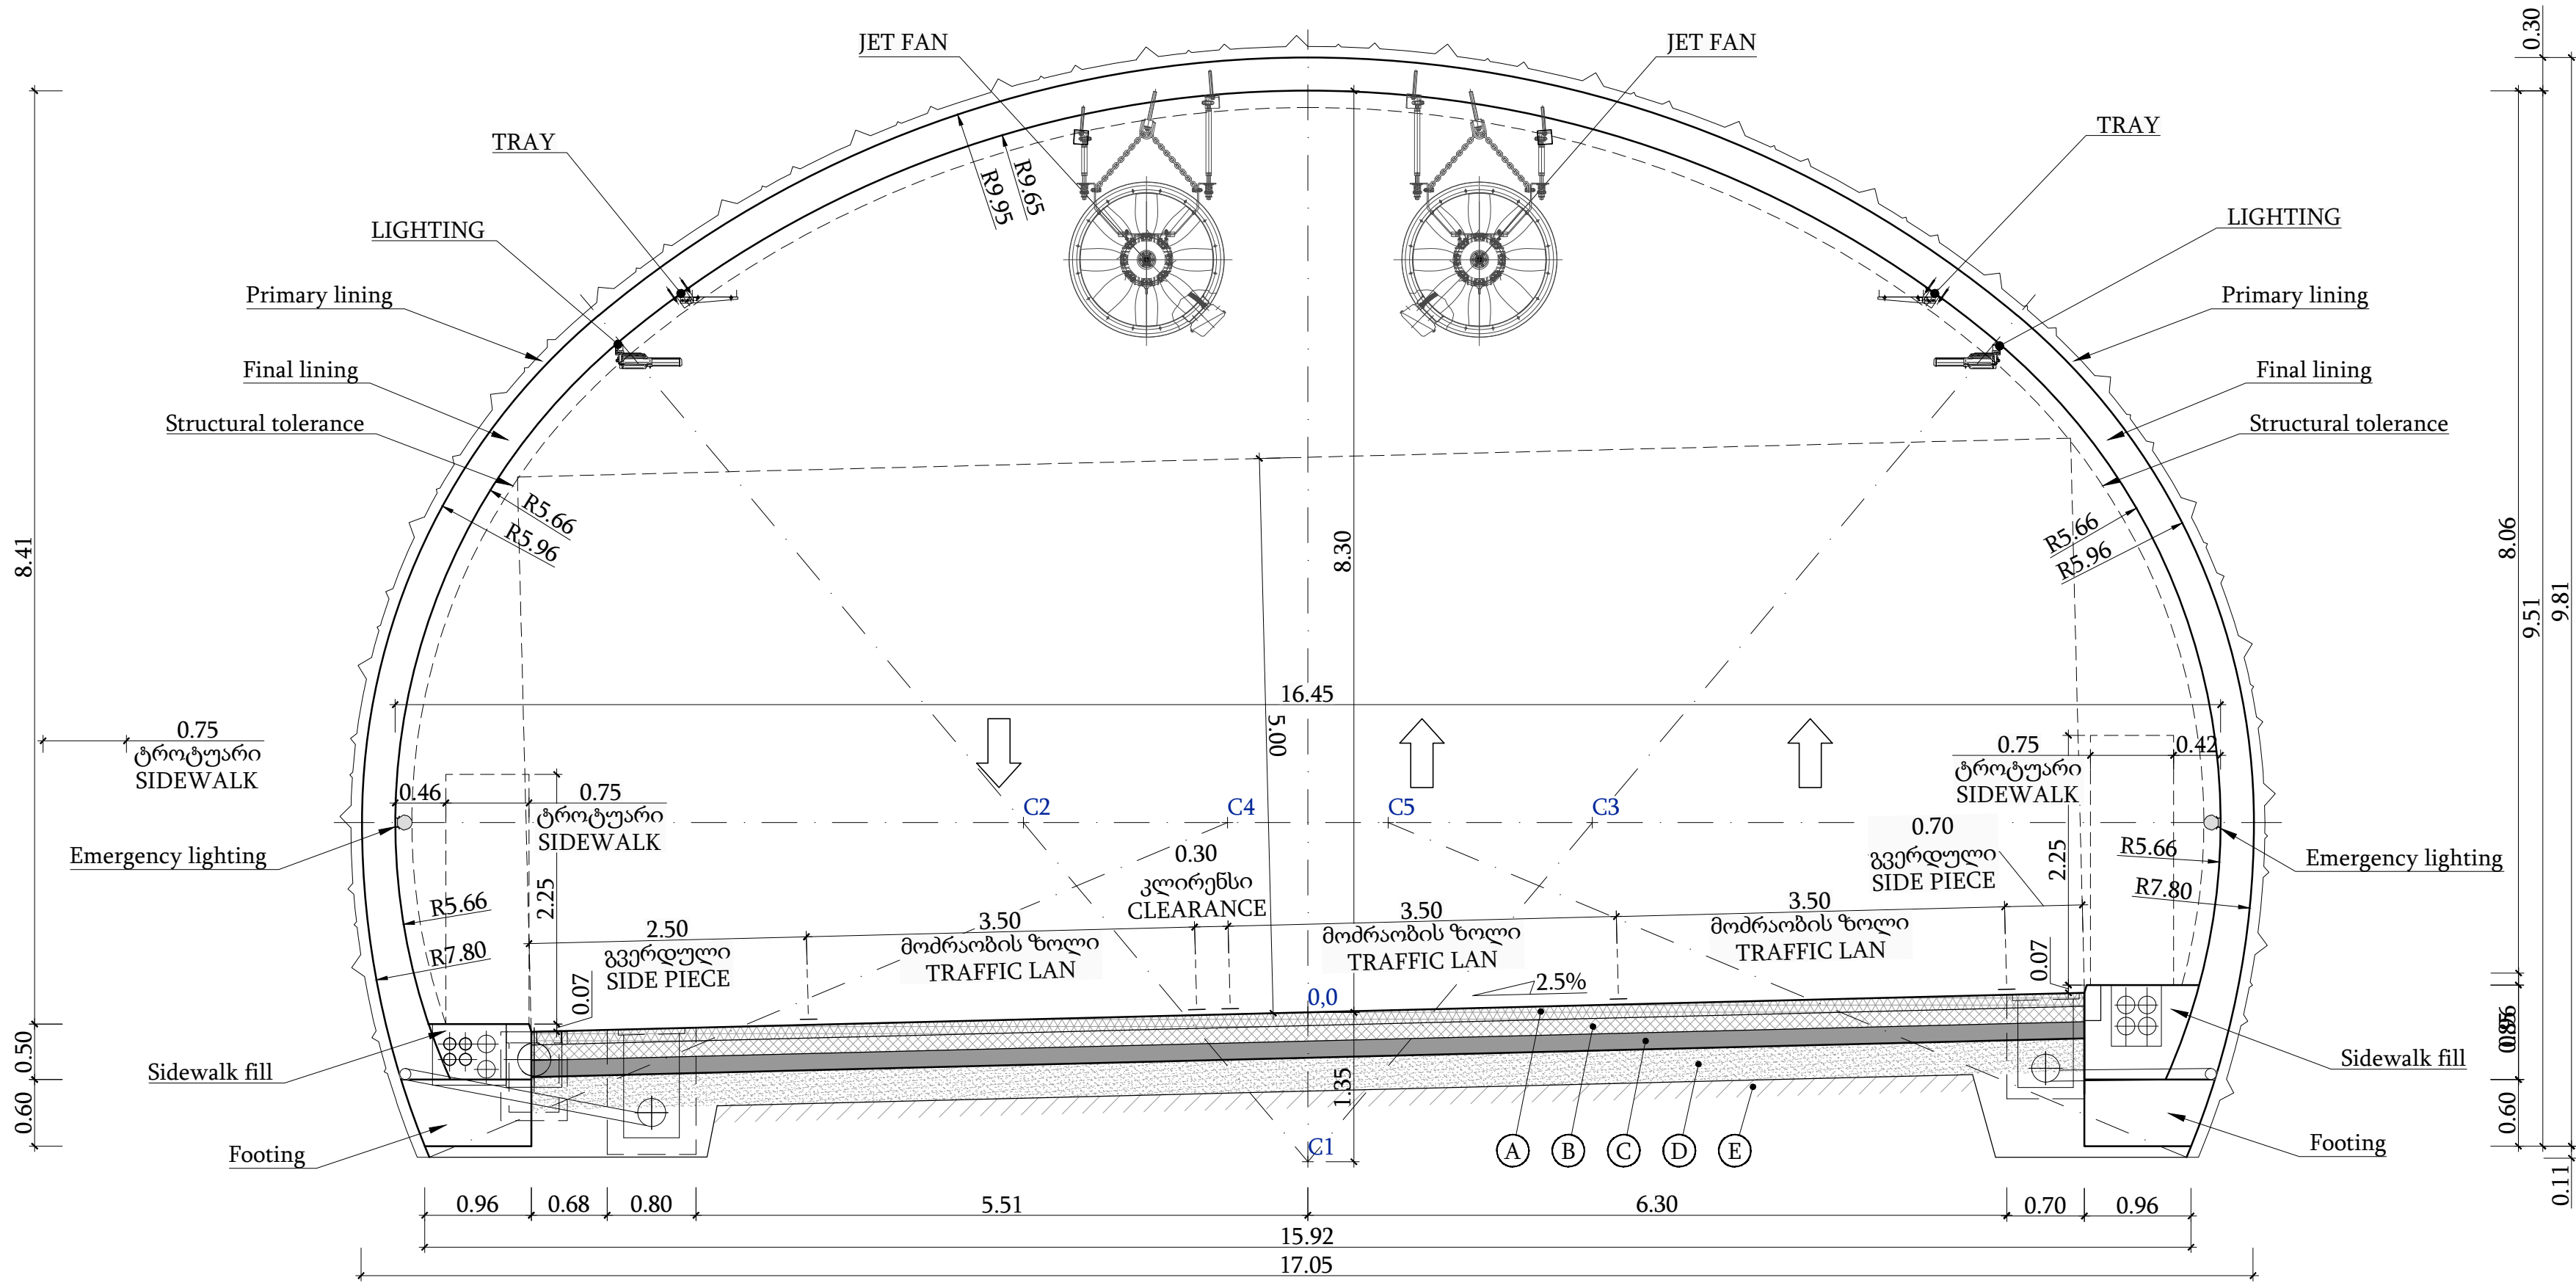 JET FAN
JET FAN
0.30
TRAY
TRAY
R9.65
R9.95
LIGHTING
LIGHTING
Primary lining
Primary lining
Final lining
Final lining
Structural tolerance
Structural tolerance
R5.66
R5.96
R5.66
R5.96
8.41
8.30
8.06
9.51
9.81
16.45
5.00
0.75
ტროტუარი
SIDEWALK
0.46
0.75
ტროტუარი
SIDEWALK
0.75
ტროტუარი
SIDEWALK
0.42
C2
C4
C5
C3
Emergency lighting
Emergency lighting
2.25
2.25
0.30
კლირენსი
CLEARANCE
0.70
გვერდული
SIDE PIECE
R5.66
R7.80
R5.66
R7.80
2.50
გვერდული
SIDE PIECE
3.50
მოძრაობის ზოლი
TRAFFIC LAN
3.50
მოძრაობის ზოლი
TRAFFIC LAN
3.50
მოძრაობის ზოლი
TRAFFIC LAN
0.07
0.07
0,0
2.5%
0.50
0.60
Sidewalk fill
Sidewalk fill
1.35
0.60
Footing
Footing
C1
A
B
C
D
E
0.11
0.96
0.68
0.80
5.51
6.30
0.70
0.96
15.92
17.05